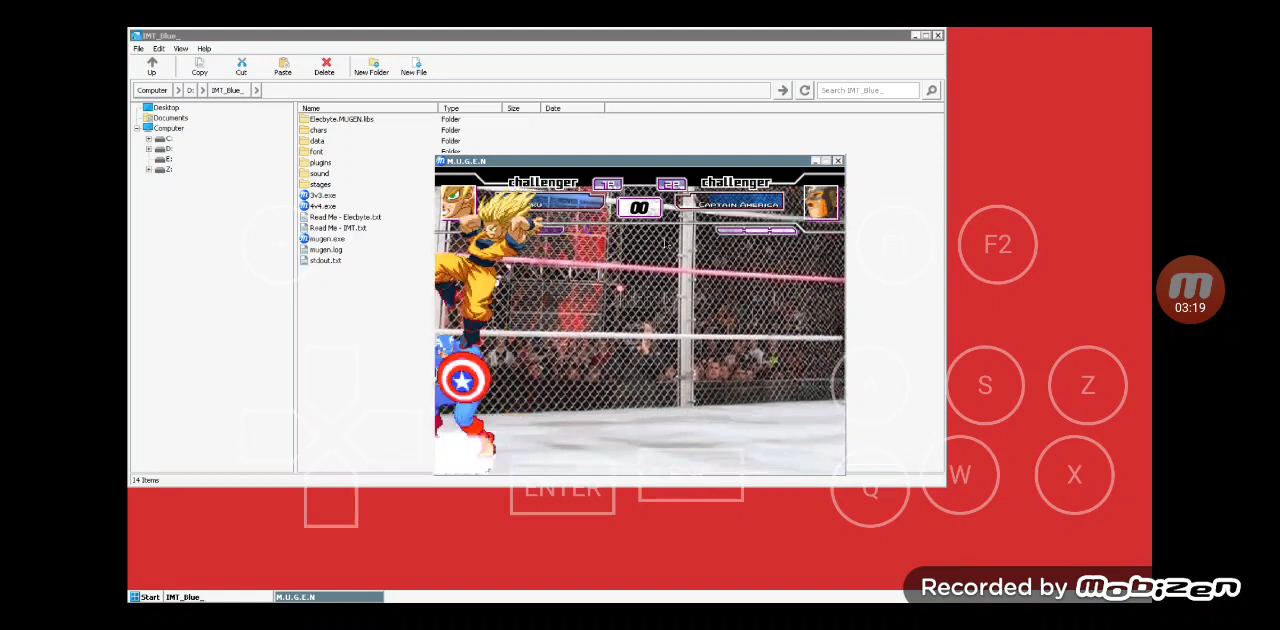 IMT_Blue_
File Edit View Help
Up Copy Cut Paste Delete New Folder New File
Computer D: IMT_Blue_ Search IMT_Blue_
Desktop
Documents
Computer
C:
D:
E:
Z:
Name Type Size Date
Elecbyte.MUGEN.libs Folder
chars Folder
data Folder
font Folder
plugins
sound
stages
3v3.exe
4v4.exe
Read Me - Elecbyte.txt
Read Me - IMT.txt
mugen.exe
mugen.log
stdout.txt
M.U.G.E.N
challenger challenger
00
CAPTAIN AMERICA
F2
S Z
Q W X
ENTER
03:19
14 Items
Start IMT_Blue_ M.U.G.E.N
Recorded by mobizen